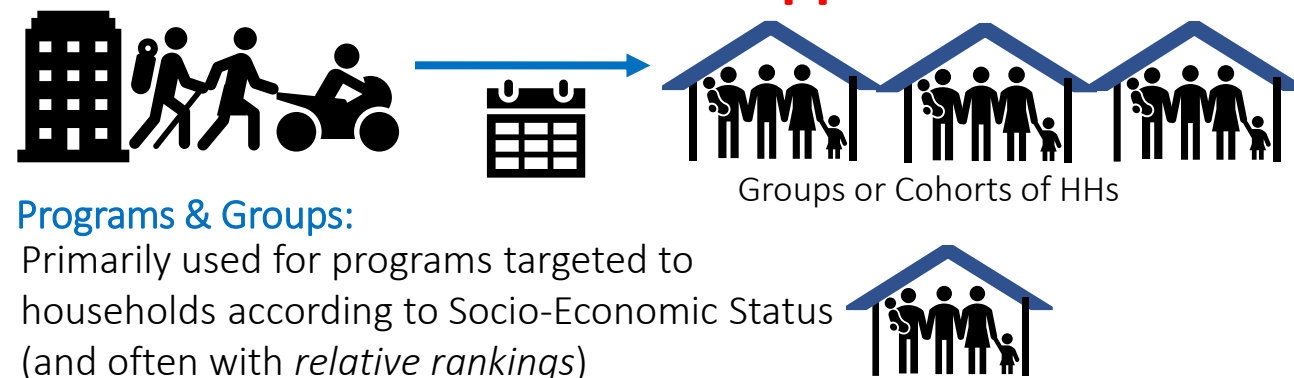 Groups or Cohorts of HHs
Programs & Groups:
Primarily used for programs targeted to
households according to Socio-Economic Status
(and often with relative rankings)